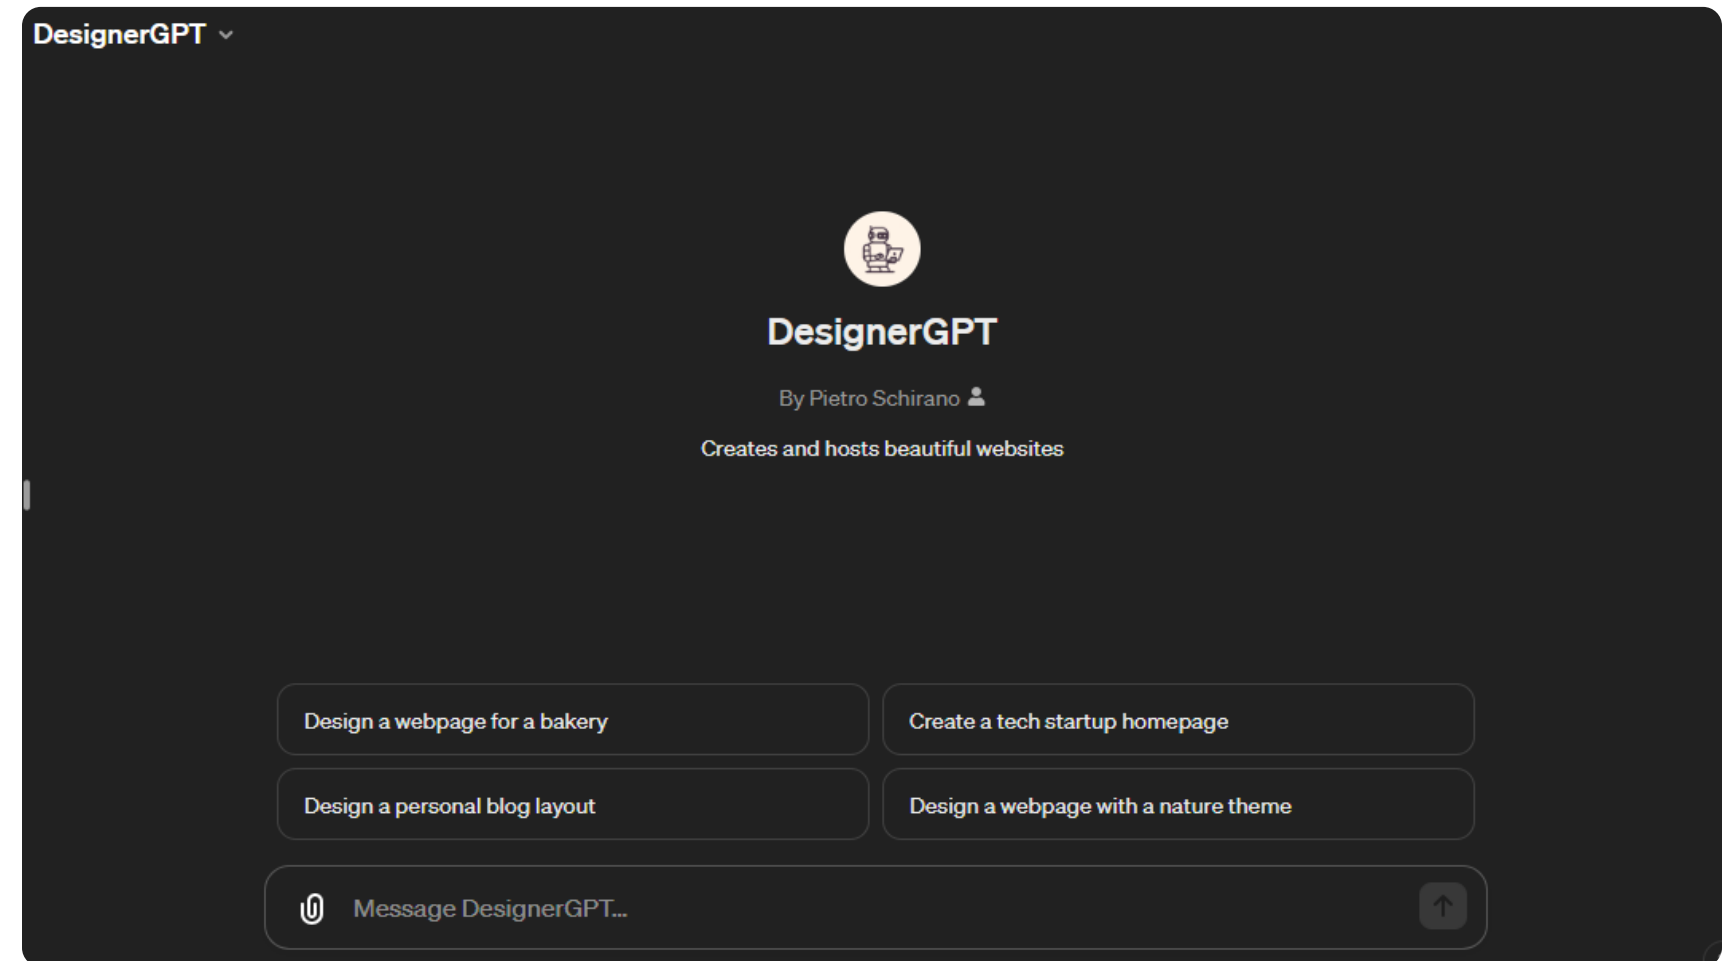 DesignerGPT
DesignerGPT
By Pietro Schirano
Creates and hosts beautiful websites
Design a webpage for a bakery
Create a tech startup homepage
Design a personal blog layout
Design a webpage with a nature theme
Message DesignerGPT...